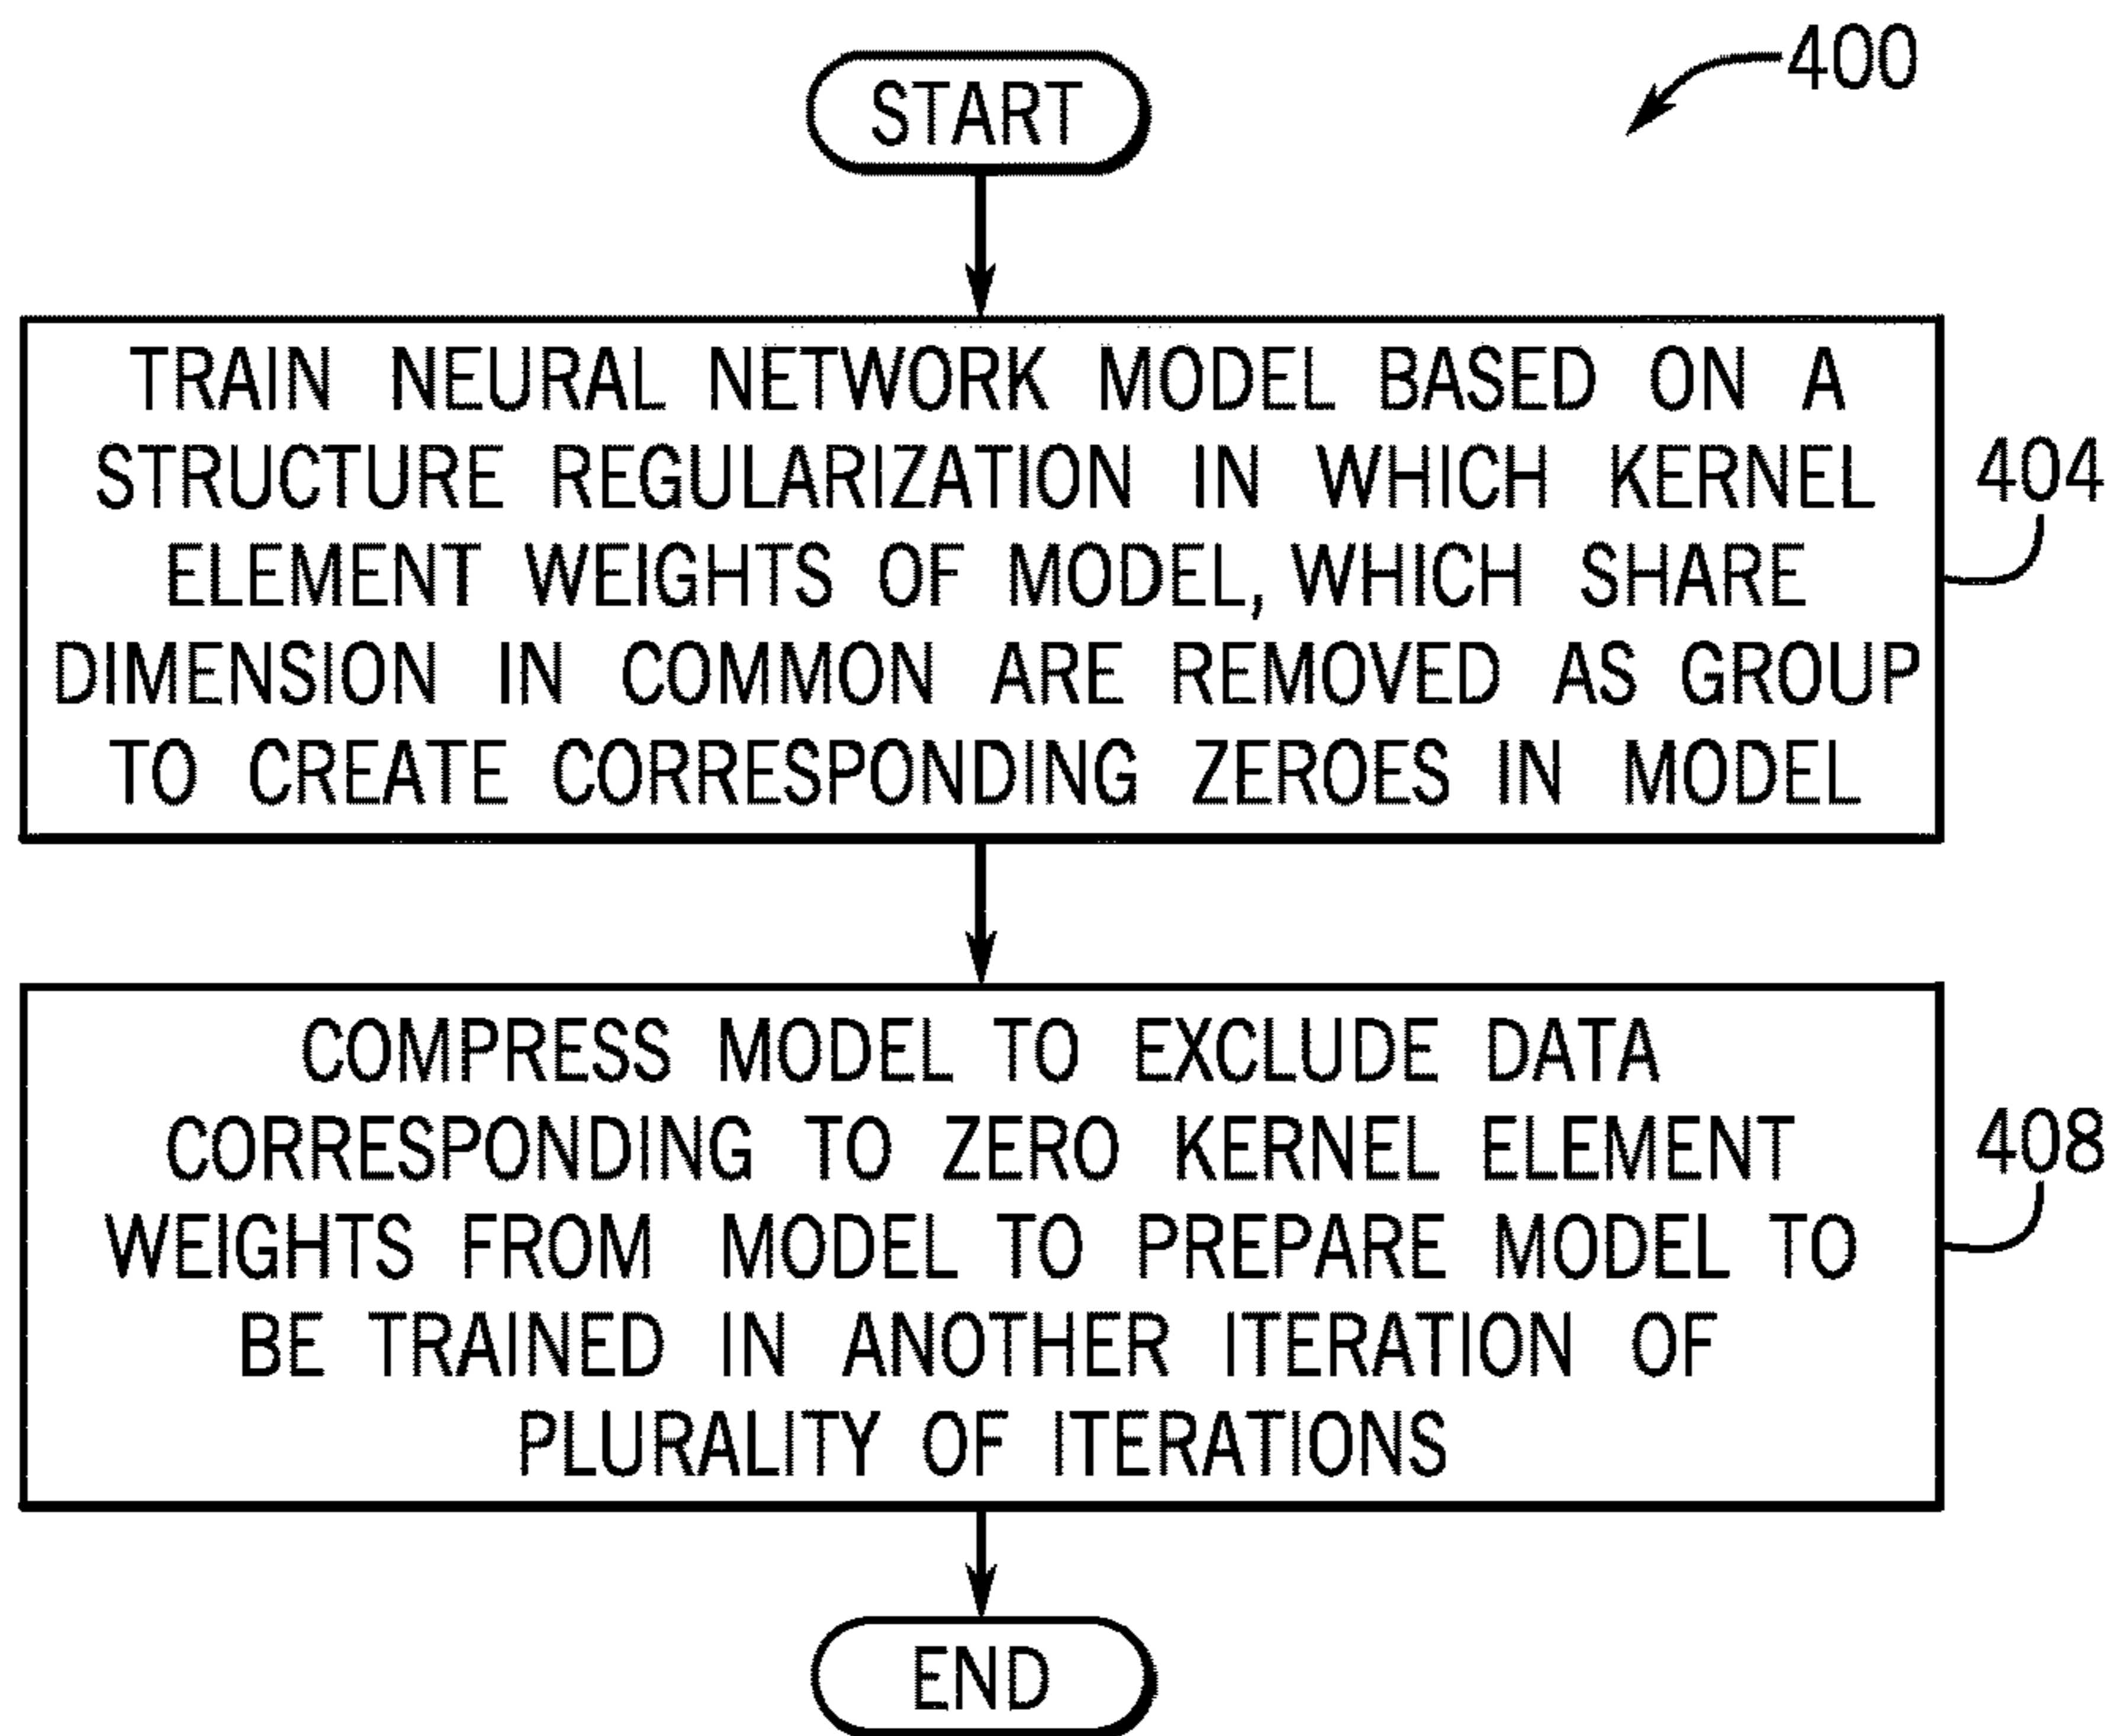 400
START
TRAIN NEURAL NETWORK MODEL BASED ON A
STRUCTURE REGULARIZATION IN WHICH KERNEL
ELEMENT WEIGHTS OF MODEL, WHICH SHARE
DIMENSION IN COMMON ARE REMOVED AS GROUP
TO CREATE CORRESPONDING ZEROES IN MODEL
404
COMPRESS MODEL TO EXCLUDE DATA
CORRESPONDING TO ZERO KERNEL ELEMENT
WEIGHTS FROM MODEL TO PREPARE MODEL TO
BE TRAINED IN ANOTHER ITERATION OF
PLURALITY OF ITERATIONS
408
END